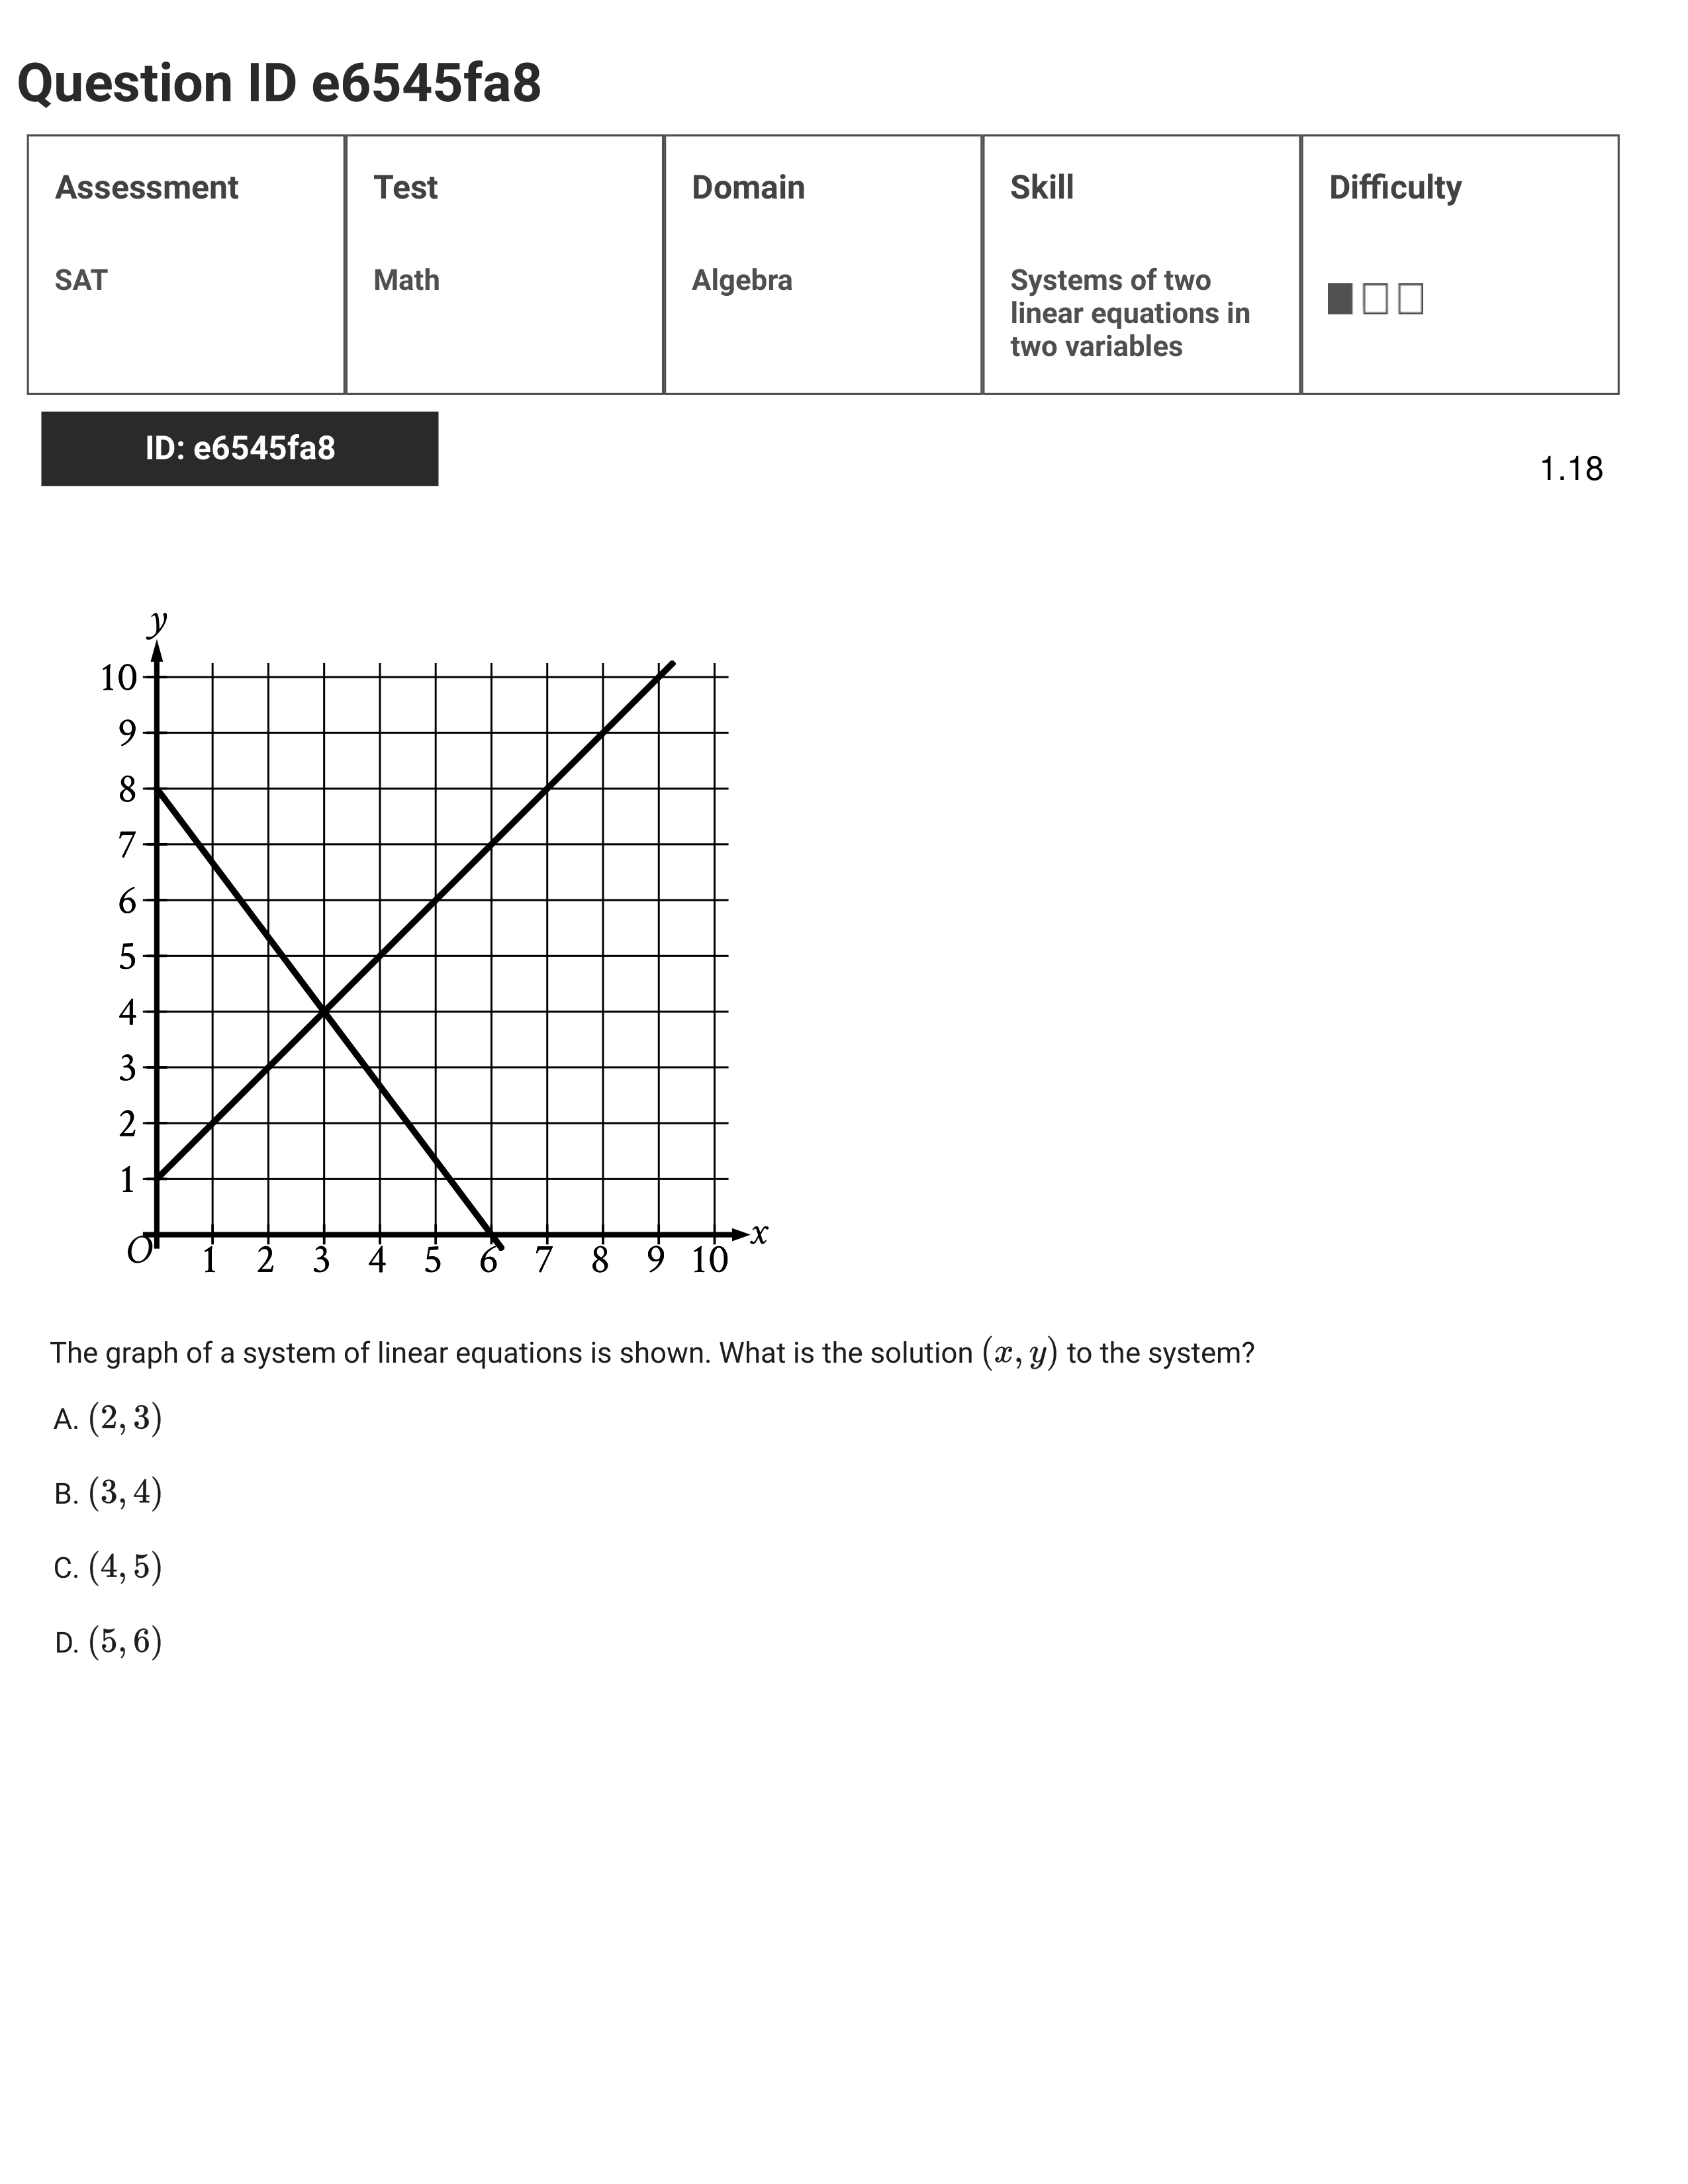 Question ID e6545fa8
Assessment
Test
Domain
Skill
Difficulty
SAT
Math
Algebra
Systems of two
linear equations in
two variables
ID: e6545fa8
1.18
y
10
9
8
7
6
5
4
3
2
1
O
1 2 3 4 5 6 7 8 9 10
x
The graph of a system of linear equations is shown. What is the solution (x, y) to the system?
A. (2, 3)
B. (3, 4)
C. (4, 5)
D. (5, 6)